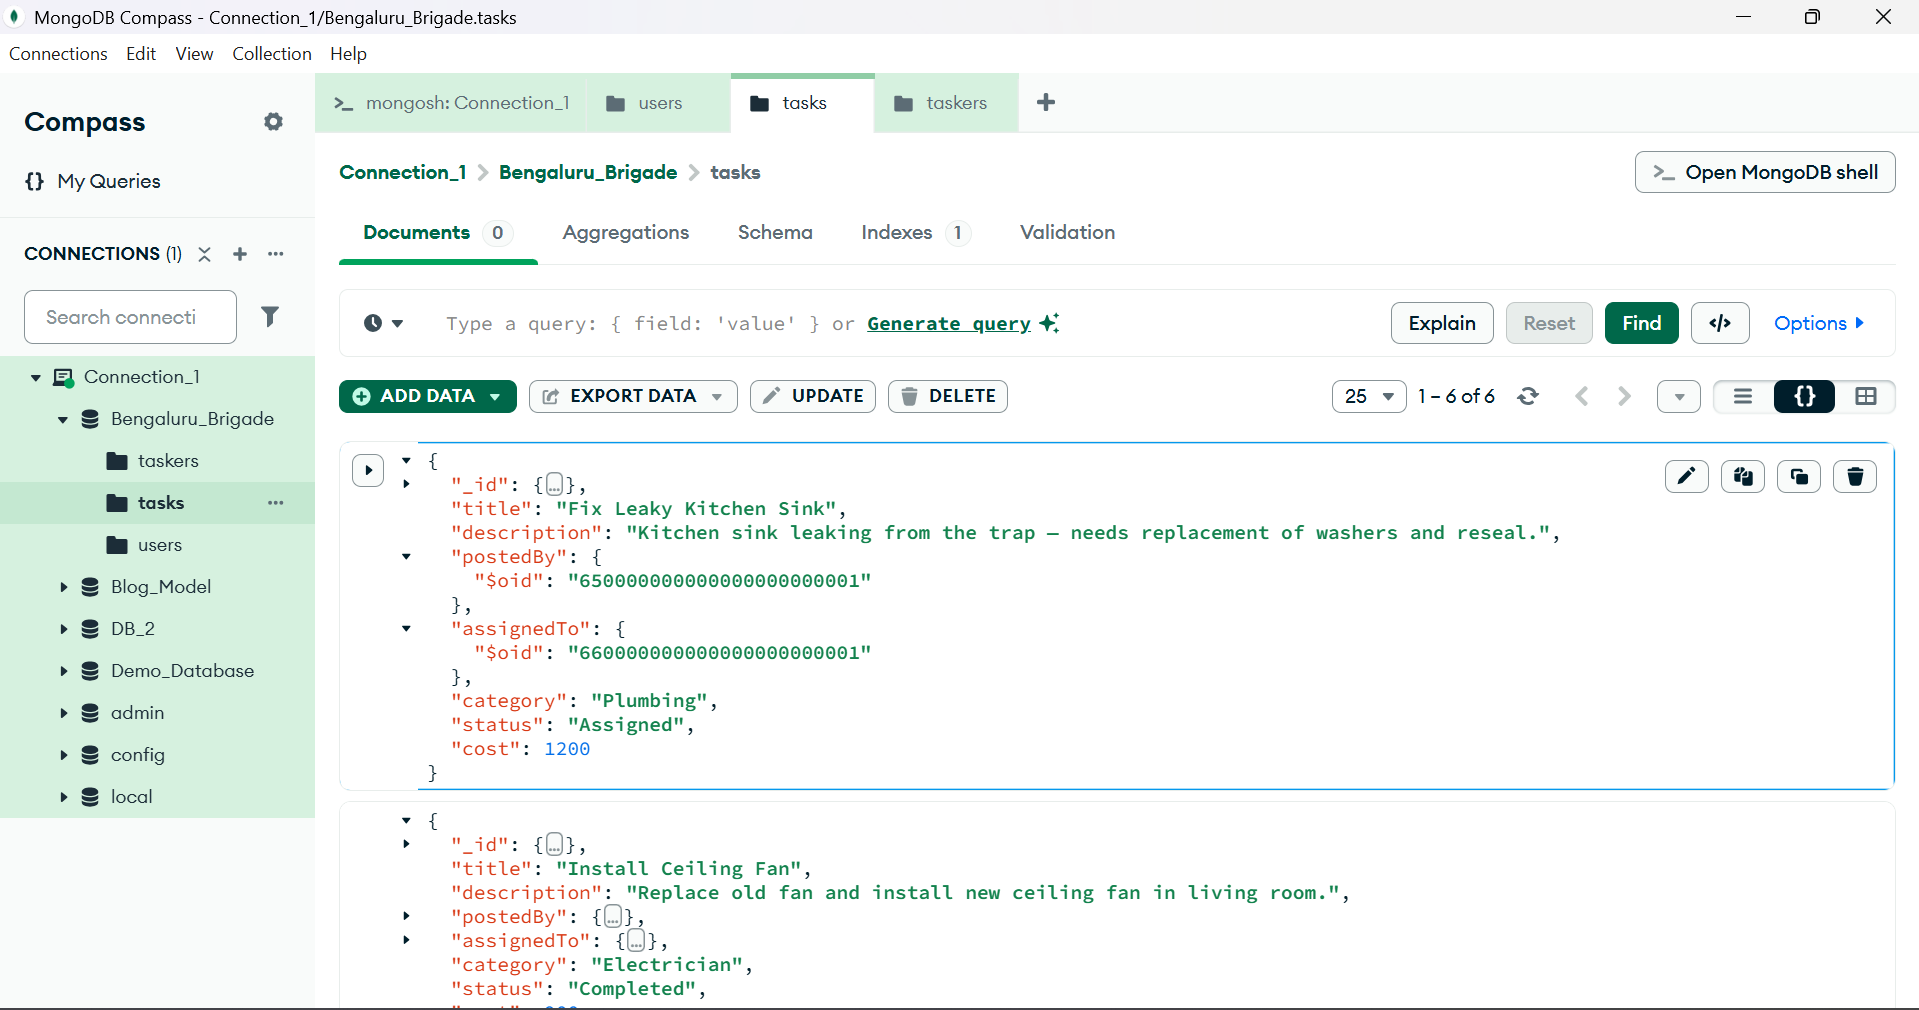 MongoDB Compass - Connection_1/Bengaluru_Brigade.tasks
Connections Edit View Collection Help
Compass
{} My Queries
CONNECTIONS (1)
Search connecti
Connection_1
Bengaluru_Brigade
taskers
tasks
users
Blog_Model
DB_2
Demo_Database
admin
config
local
>_ mongosh: Connection_1 users tasks taskers +
Connection_1 > Bengaluru_Brigade > tasks
>_ Open MongoDB shell
Documents 0 Aggregations Schema Indexes 1 Validation
Type a query: { field: 'value' } or Generate query
Explain Reset Find </> Options
ADD DATA EXPORT DATA UPDATE DELETE
25 1 – 6 of 6 {}
{
"_id": {…},
"title": "Fix Leaky Kitchen Sink",
"description": "Kitchen sink leaking from the trap — needs replacement of washers and reseal.",
"postedBy": {
"$oid": "650000000000000000000001"
},
"assignedTo": {
"$oid": "660000000000000000000001"
},
"category": "Plumbing",
"status": "Assigned",
"cost": 1200
}
{
"_id": {…},
"title": "Install Ceiling Fan",
"description": "Replace old fan and install new ceiling fan in living room.",
"postedBy": {…},
"assignedTo": {…},
"category": "Electrician",
"status": "Completed",